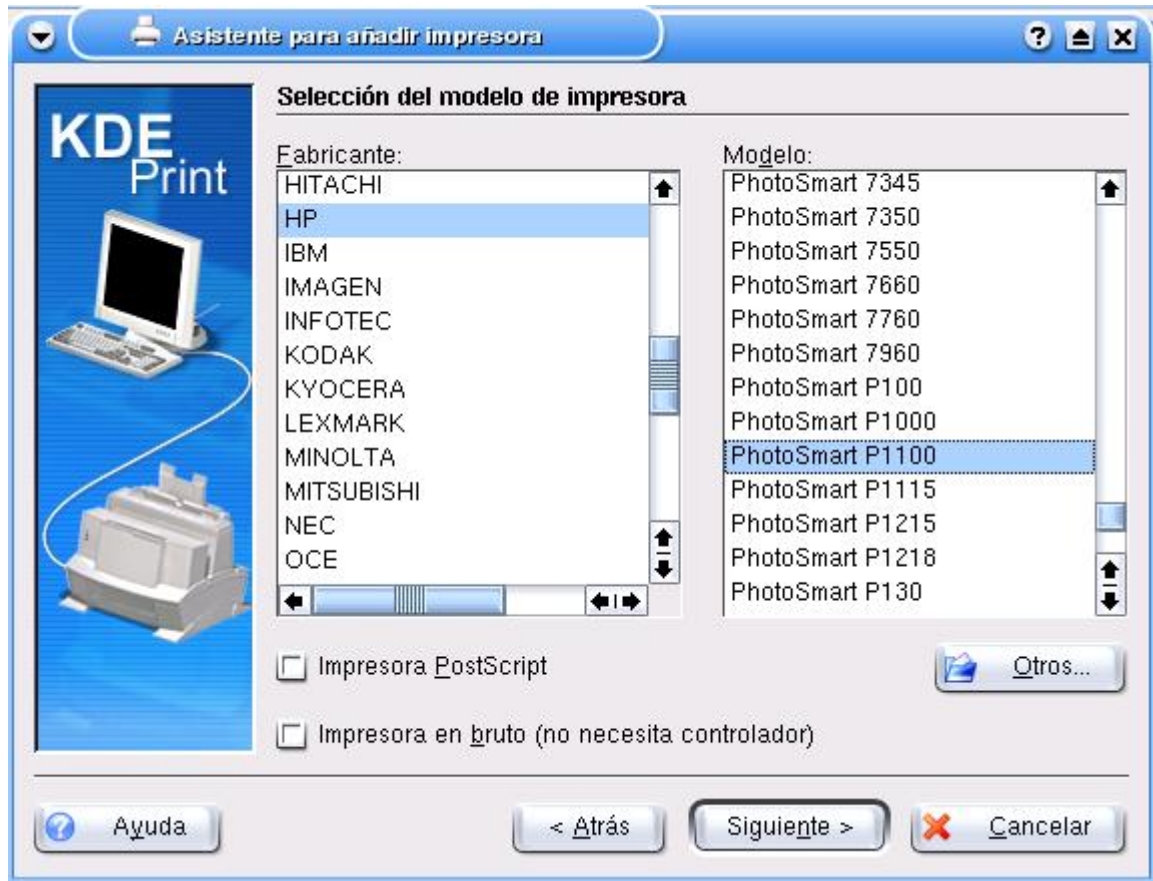 Asistente para añadir impresora
KDE
Print
Selección del modelo de impresora
Fabricante:
HITACHI
HP
IBM
IMAGEN
INFOTEC
KODAK
KYOCERA
LEXMARK
MINOLTA
MITSUBISHI
NEC
OCE
Modelo:
PhotoSmart 7345
PhotoSmart 7350
PhotoSmart 7550
PhotoSmart 7660
PhotoSmart 7760
PhotoSmart 7960
PhotoSmart P100
PhotoSmart P1000
PhotoSmart P1100
PhotoSmart P1115
PhotoSmart P1215
PhotoSmart P1218
PhotoSmart P130
Impresora PostScript
Otros...
Impresora en bruto (no necesita controlador)
Ayuda
< Atrás
Siguiente >
Cancelar